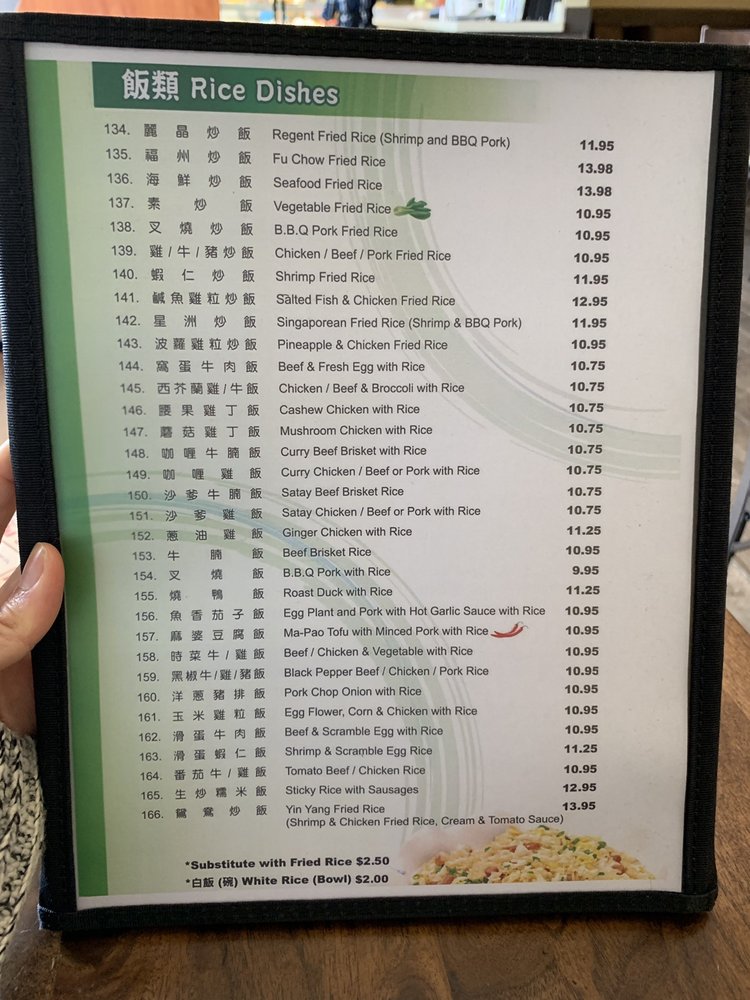 飯類 Rice Dishes
134. 麗晶炒飯 Regent Fried Rice (Shrimp and BBQ Pork) 11.95
135. 福州炒飯 Fu Chow Fried Rice 13.98
136. 海鮮炒飯 Seafood Fried Rice 13.98
137. 素炒飯 Vegetable Fried Rice 10.95
138. 叉燒炒飯 B.B.Q Pork Fried Rice 10.95
139. 雞/牛/豬炒飯 Chicken / Beef / Pork Fried Rice 10.95
140. 蝦仁炒飯 Shrimp Fried Rice 11.95
141. 鹹魚雞粒炒飯 Salted Fish & Chicken Fried Rice 12.95
142. 星洲炒飯 Singaporean Fried Rice (Shrimp & BBQ Pork) 11.95
143. 波蘿雞粒炒飯 Pineapple & Chicken Fried Rice 10.95
144. 窩蛋牛肉飯 Beef & Fresh Egg with Rice 10.75
145. 西芥蘭雞/牛飯 Chicken / Beef & Broccoli with Rice 10.75
146. 腰果雞丁飯 Cashew Chicken with Rice 10.75
147. 蘑菇雞丁飯 Mushroom Chicken with Rice 10.75
148. 咖喱牛腩飯 Curry Beef Brisket with Rice 10.75
149. 咖喱雞飯 Curry Chicken / Beef or Pork with Rice 10.75
150. 沙爹牛腩飯 Satay Beef Brisket Rice 10.75
151. 沙爹雞飯 Satay Chicken / Beef or Pork with Rice 10.75
152. 蔥油雞飯 Ginger Chicken with Rice 11.25
153. 牛腩飯 Beef Brisket Rice 10.95
154. 叉燒飯 B.B.Q Pork with Rice 9.95
155. 燒鴨飯 Roast Duck with Rice 11.25
156. 魚香茄子飯 Egg Plant and Pork with Hot Garlic Sauce with Rice 10.95
157. 麻婆豆腐飯 Ma-Pao Tofu with Minced Pork with Rice 10.95
158. 時菜牛/雞飯 Beef / Chicken & Vegetable with Rice 10.95
159. 黑椒牛/雞/豬飯 Black Pepper Beef / Chicken / Pork Rice 10.95
160. 洋蔥豬排飯 Pork Chop Onion with Rice 10.95
161. 玉米雞粒飯 Egg Flower, Corn & Chicken with Rice 10.95
162. 滑蛋牛肉飯 Beef & Scramble Egg with Rice 10.95
163. 滑蛋蝦仁飯 Shrimp & Scramble Egg Rice 11.25
164. 番茄牛/雞飯 Tomato Beef / Chicken Rice 10.95
165. 生炒糯米飯 Sticky Rice with Sausages 12.95
166. 鴛鴦炒飯 Yin Yang Fried Rice 13.95
(Shrimp & Chicken Fried Rice, Cream & Tomato Sauce)
*Substitute with Fried Rice $2.50
*白飯 (碗) White Rice (Bowl) $2.00